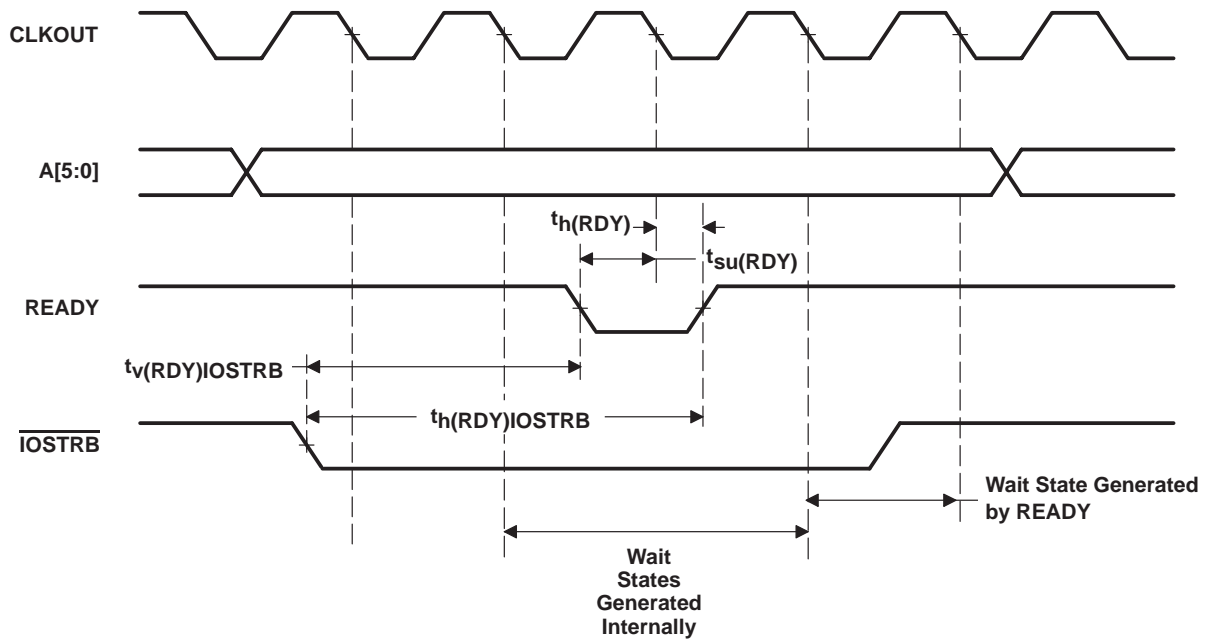 CLKOUT
A[5:0]
th(RDY)
tsu(RDY)
READY
tv(RDY)IOSTRB
th(RDY)IOSTRB
IOSTRB
Wait State Generated
by READY
Wait
States
Generated
Internally